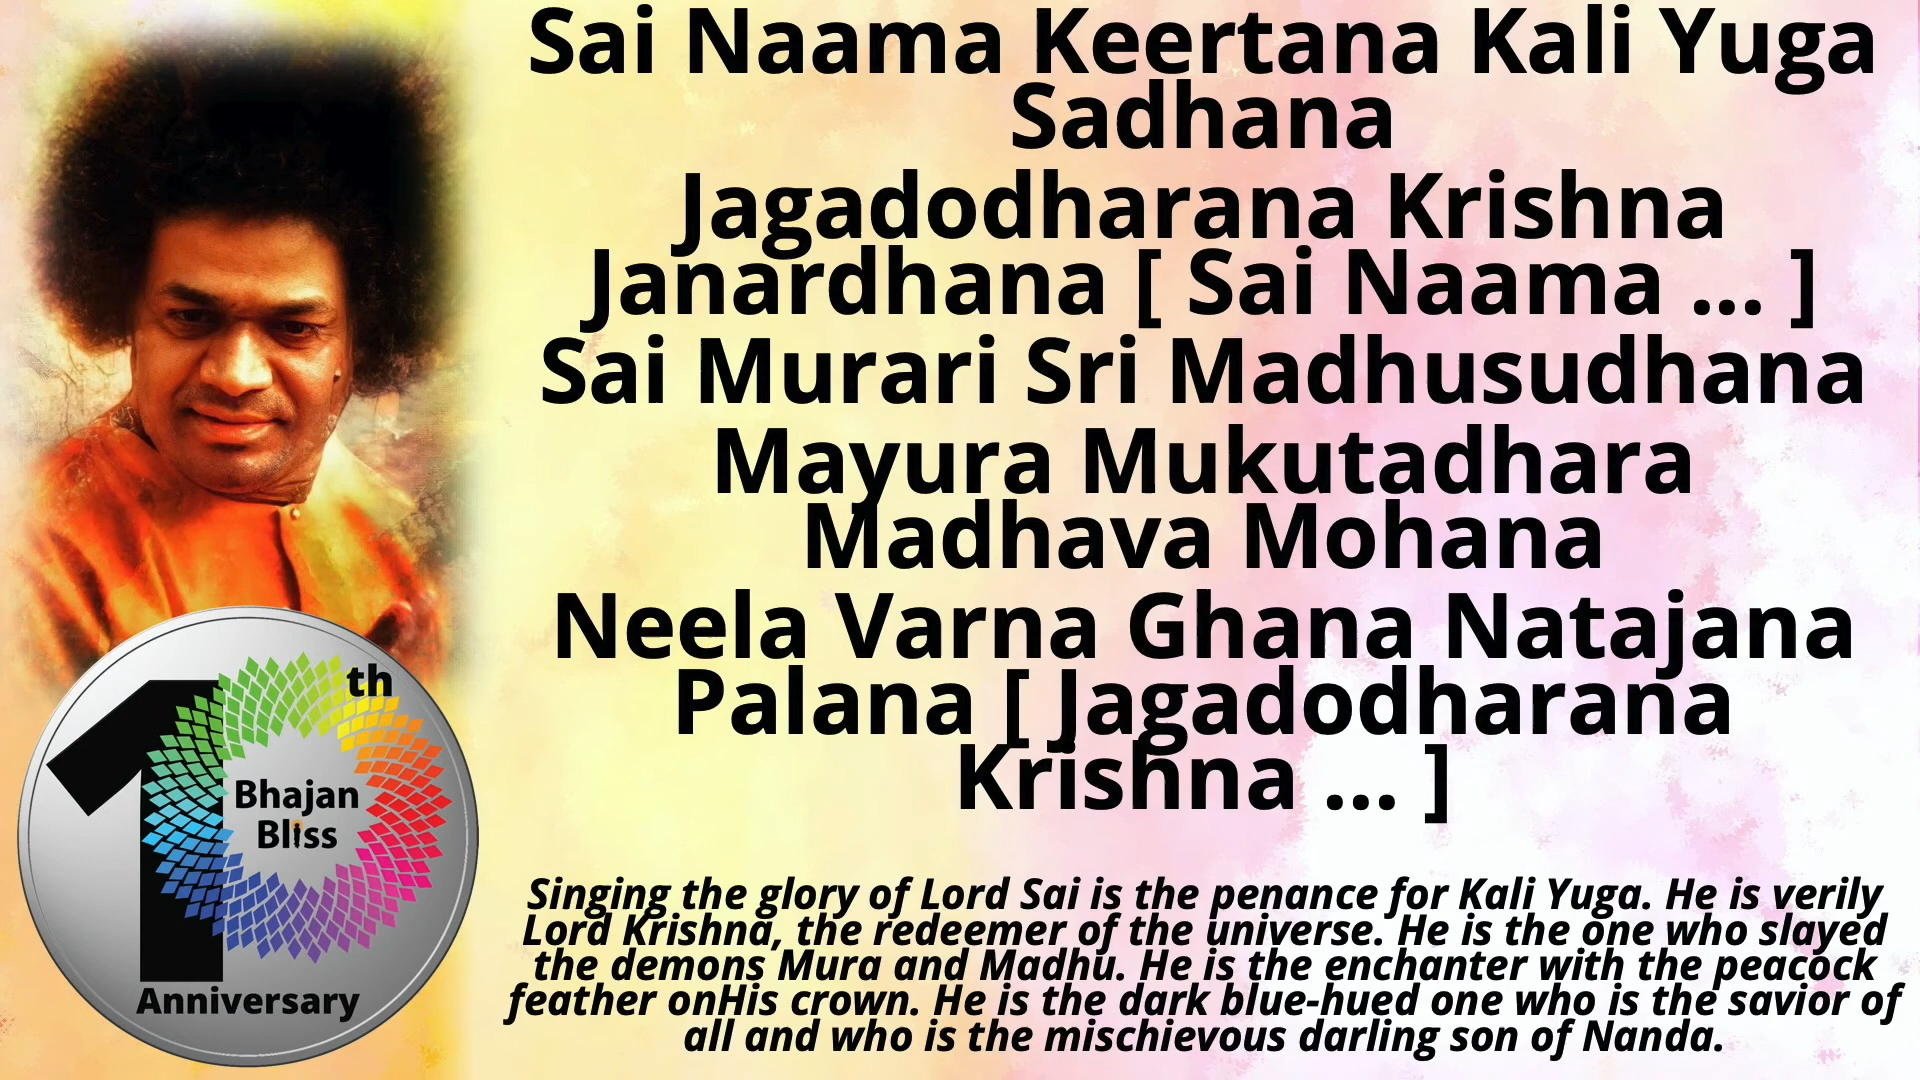 Sai Naama Keertana Kali Yuga
Sadhana
Jagadodharana Krishna
Janardhana [ Sai Naama ... ]
Sai Murari Sri Madhusudhana
Mayura Mukutadhara
Madhava Mohana
Neela Varna Ghana Natajana
Palana [ Jagadodharana
Krishna ... ]
Singing the glory of Lord Sai is the penance for Kali Yuga. He is verily
Lord Krishna, the redeemer of the universe. He is the one who slayed
the demons Mura and Madhu. He is the enchanter with the peacock
feather onHis crown. He is the dark blue-hued one who is the savior of
all and who is the mischievous darling son of Nanda.
1 th
Bhajan
Bliss
Anniversary